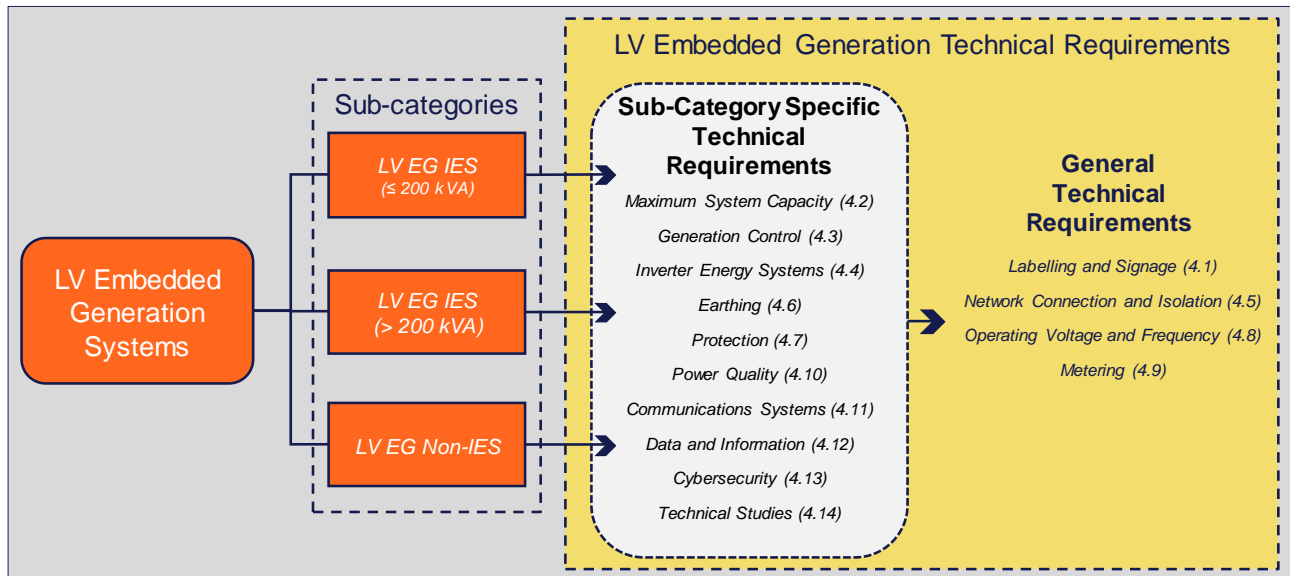 LV Embedded Generation Technical Requirements
Sub-categories
LV EG IES
(≤ 200 kVA)
LV EG IES
(> 200 kVA)
LV EG Non-IES
LV Embedded
Generation
Systems
Sub-Category Specific
Technical
Requirements
Maximum System Capacity (4.2)
Generation Control (4.3)
Inverter Energy Systems (4.4)
Earthing (4.6)
Protection (4.7)
Power Quality (4.10)
Communications Systems (4.11)
Data and Information (4.12)
Cybersecurity (4.13)
Technical Studies (4.14)
General
Technical
Requirements
Labelling and Signage (4.1)
Network Connection and Isolation (4.5)
Operating Voltage and Frequency (4.8)
Metering (4.9)